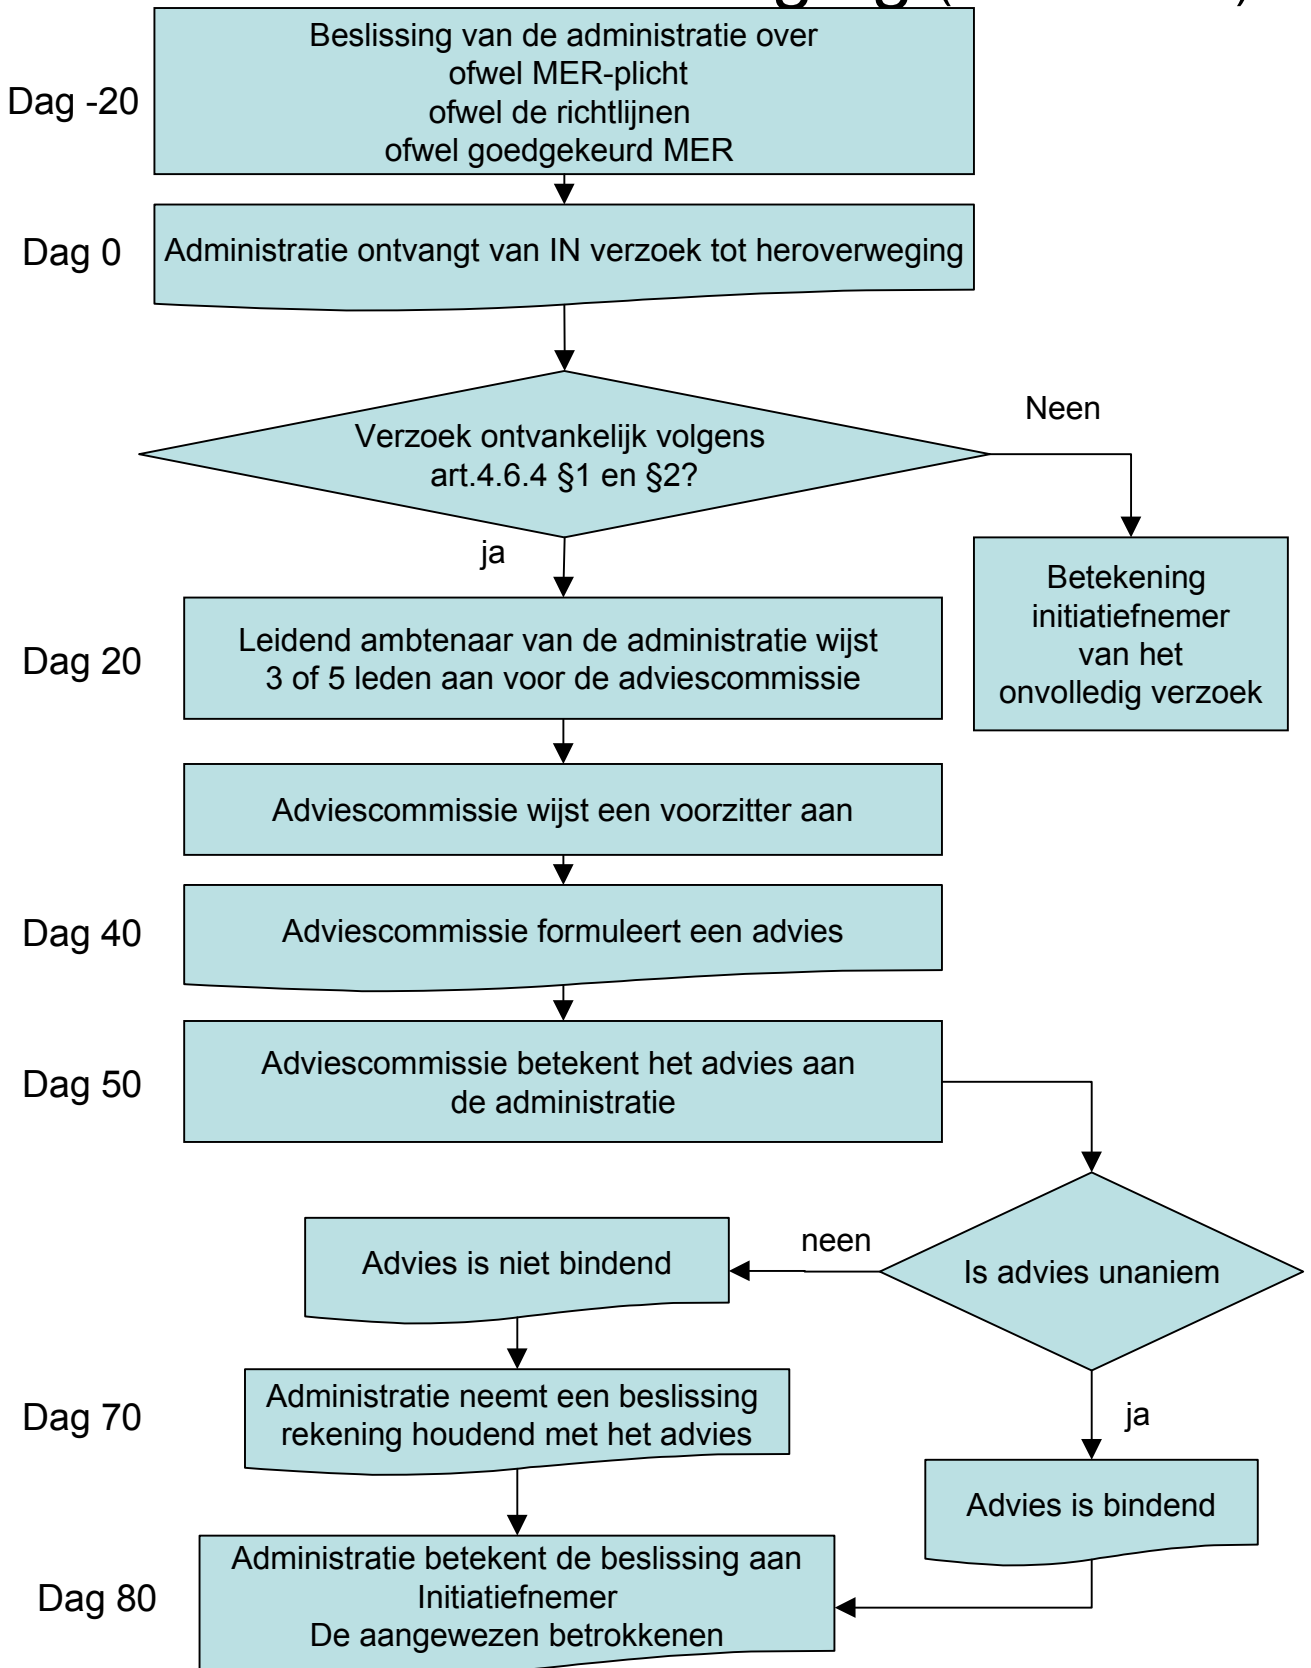 Beslissing van de administratie over
ofwel MER-plicht
ofwel de richtlijnen
ofwel goedgekeurd MER
Dag -20
Dag 0
Administratie ontvangt van IN verzoek tot heroverweging
Verzoek ontvankelijk volgens
art.4.6.4 §1 en §2?
Neen
ja
Betekening
initiatiefnemer
van het
onvolledig verzoek
Dag 20
Leidend ambtenaar van de administratie wijst
3 of 5 leden aan voor de adviescommissie
Adviescommissie wijst een voorzitter aan
Dag 40
Adviescommissie formuleert een advies
Dag 50
Adviescommissie betekent het advies aan
de administratie
Is advies unaniem
neen
Advies is niet bindend
Dag 70
Administratie neemt een beslissing
rekening houdend met het advies
ja
Advies is bindend
Dag 80
Administratie betekent de beslissing aan
Initiatiefnemer
De aangewezen betrokkenen